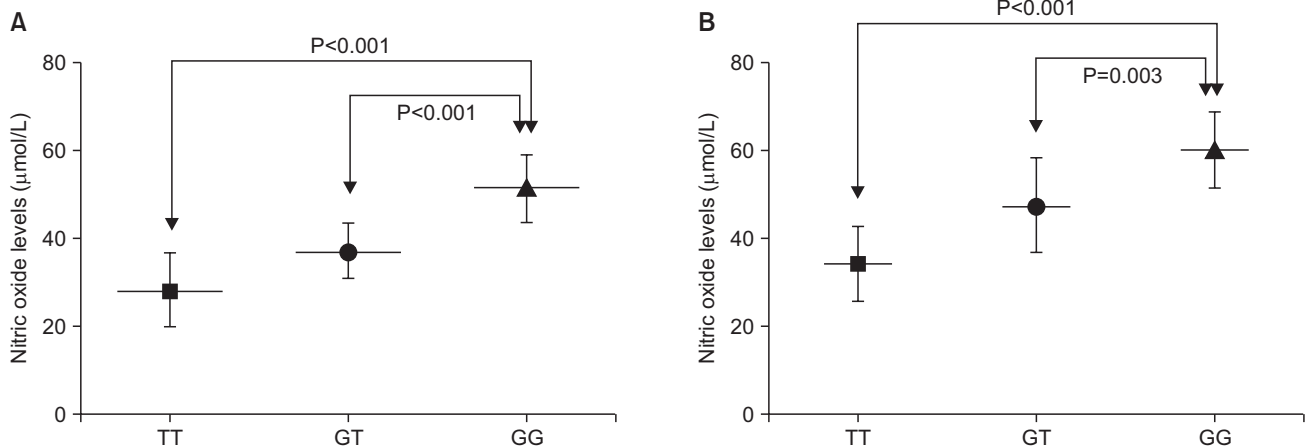 A
P<0.001
P<0.001
80
60
40
20
0
Nitric oxide levels (μmol/L)
TT GT GG
B
P<0.001
P=0.003
80
60
40
20
0
Nitric oxide levels (μmol/L)
TT GT GG